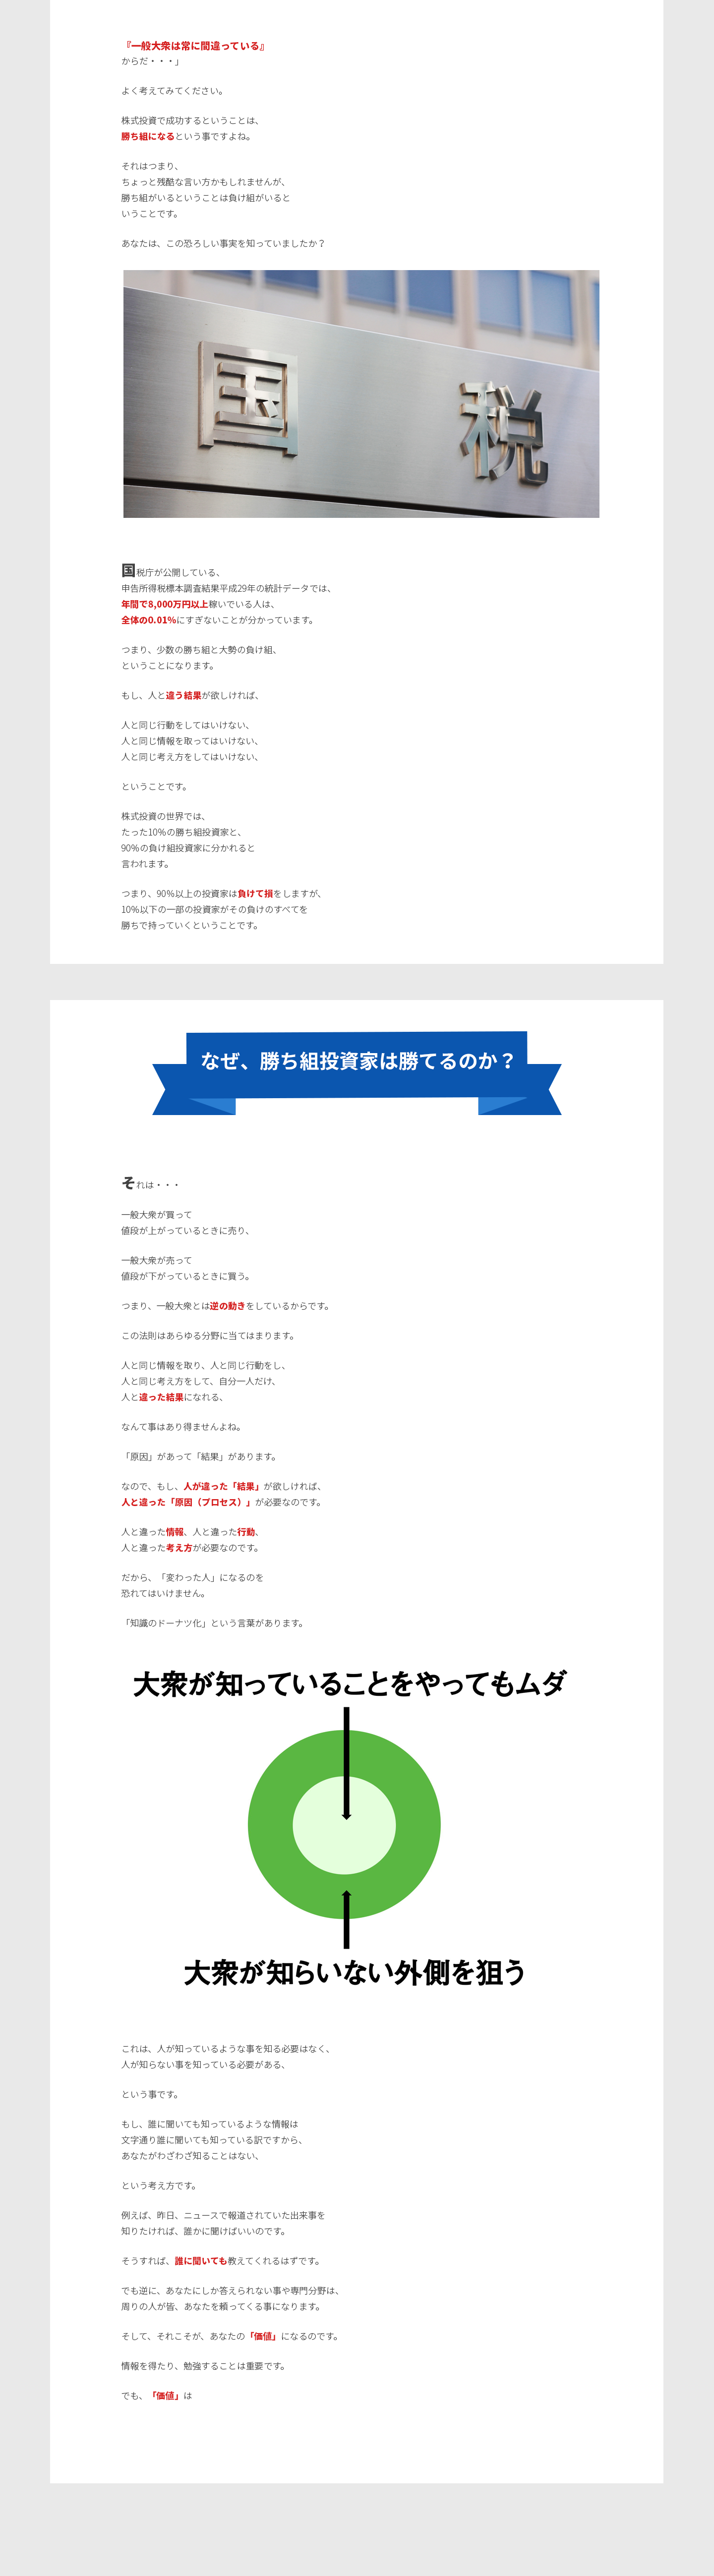 『一般大衆は常に間違っている』
からだ・・・」
よく考えてみてください。
株式投資で成功するということは、
勝ち組になるという事ですよね。
それはつまり、
ちょっと残酷な言い方かもしれませんが、
勝ち組がいるということは負け組がいると
いうことです。
あなたは、この恐ろしい事実を知っていましたか？
国税
国税庁が公開している、
申告所得税標本調査結果平成29年の統計データでは、
年間で8,000万円以上稼いでいる人は、
全体の0.01%にすぎないことが分かっています。
つまり、少数の勝ち組と大勢の負け組、
ということになります。
もし、人と違う結果が欲しければ、
人と同じ行動をしてはいけない、
人と同じ情報を取ってはいけない、
人と同じ考え方をしてはいけない、
ということです。
株式投資の世界では、
たった10％の勝ち組投資家と、
90％の負け組投資家に分かれると
言われます。
つまり、90％以上の投資家は負けて損をしますが、
10％以下の一部の投資家がその負けのすべてを
勝ちで持っていくということです。
なぜ、勝ち組投資家は勝てるのか？
それは・・・
一般大衆が買って
値段が上がっているときに売り、
一般大衆が売って
値段が下がっているときに買う。
つまり、一般大衆とは逆の動きをしているからです。
この法則はあらゆる分野に当てはまります。
人と同じ情報を取り、人と同じ行動をし、
人と同じ考え方をして、自分一人だけ、
人と違った結果になれる、
なんて事はあり得ませんよね。
「原因」があって「結果」があります。
なので、もし、人が違った「結果」が欲しければ、
人と違った「原因（プロセス）」が必要なのです。
人と違った情報、人と違った行動、
人と違った考え方が必要なのです。
だから、「変わった人」になるのを
恐れてはいけません。
「知識のドーナツ化」という言葉があります。
大衆が知っていることをやってもムダ
大衆が知らいない外側を狙う
これは、人が知っているような事を知る必要はなく、
人が知らない事を知っている必要がある、
という事です。
もし、誰に聞いても知っているような情報は
文字通り誰に聞いても知っている訳ですから、
あなたがわざわざ知ることはない、
という考え方です。
例えば、昨日、ニュースで報道されていた出来事を
知りたければ、誰かに聞けばいいのです。
そうすれば、誰に聞いても教えてくれるはずです。
でも逆に、あなたにしか答えられない事や専門分野は、
周りの人が皆、あなたを頼ってくる事になります。
そして、それこそが、あなたの「価値」になるのです。
情報を得たり、勉強することは重要です。
でも、「価値」は